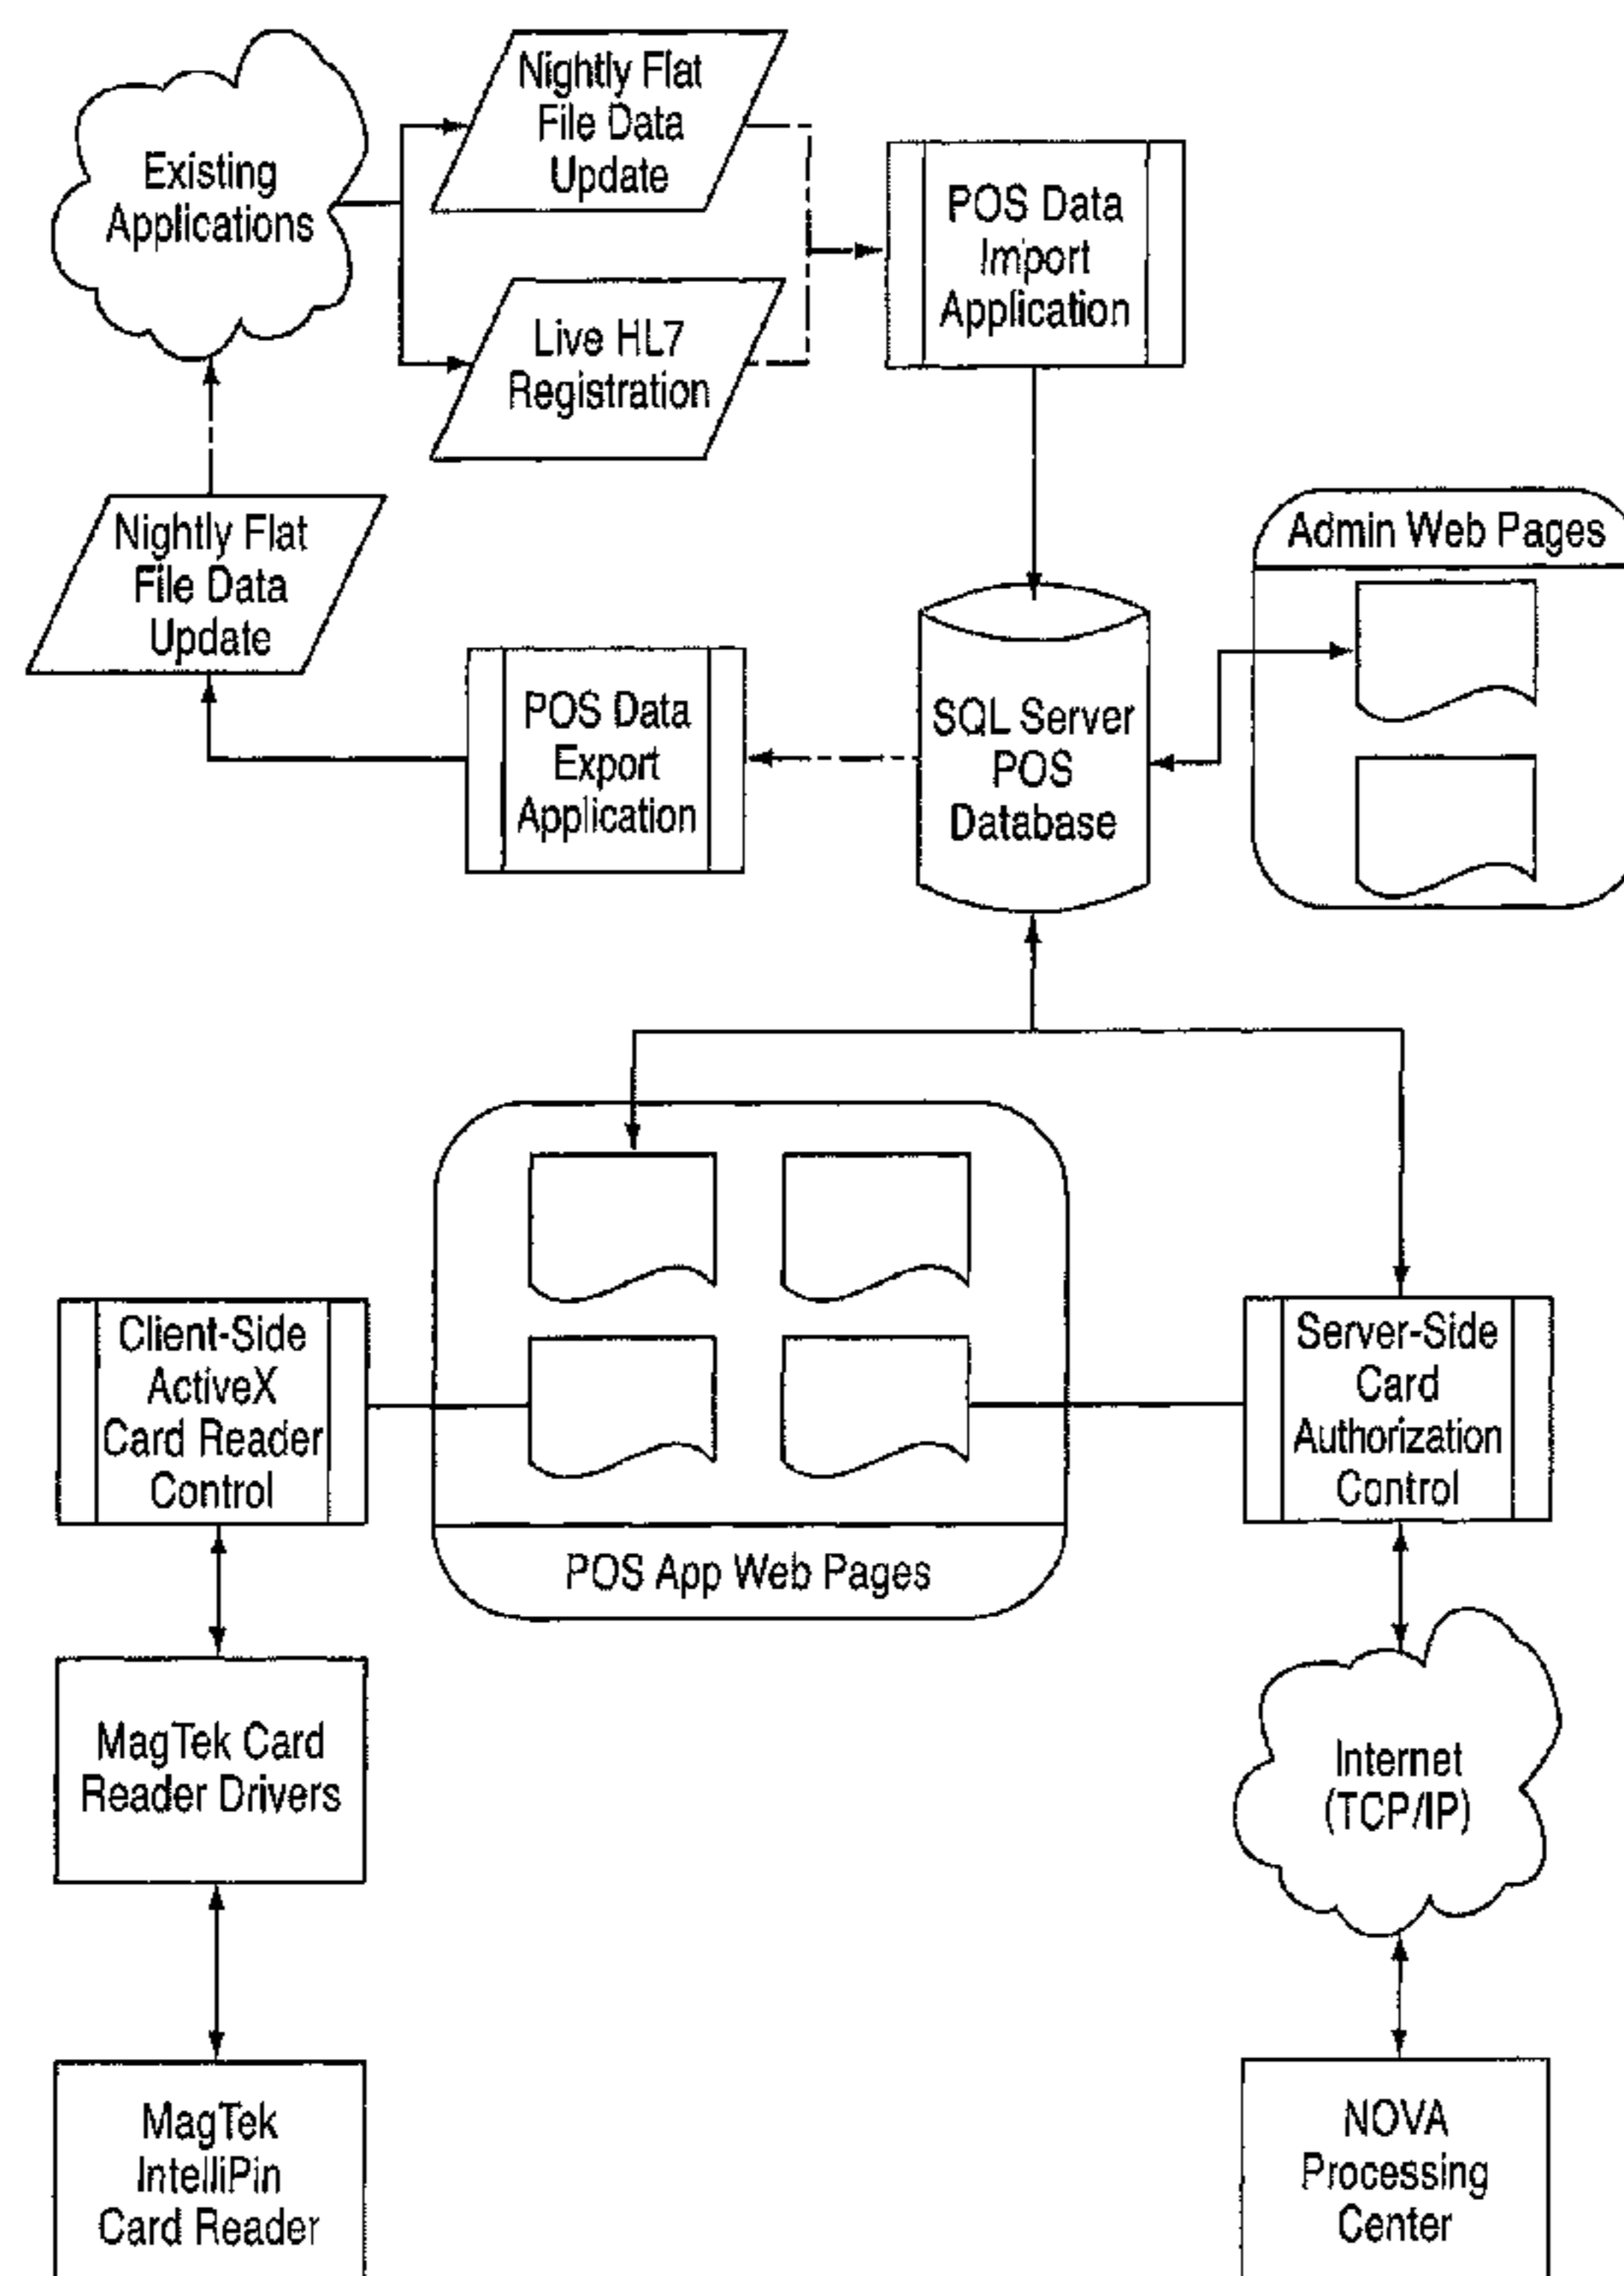 Nightly Flat
File Data
Update
Existing
Applications
POS Data
Import
Application
Live HL7
Registration
Nightly Flat
File Data
Update
Admin Web Pages
POS Data
Export
Application
SQL Server
POS
Database
Client-Side
ActiveX
Card Reader
Control
Server-Side
Card
Authorization
Control
POS App Web Pages
MagTek Card
Reader Drivers
Internet
(TCP/IP)
MagTek
IntelliPin
Card Reader
NOVA
Processing
Center